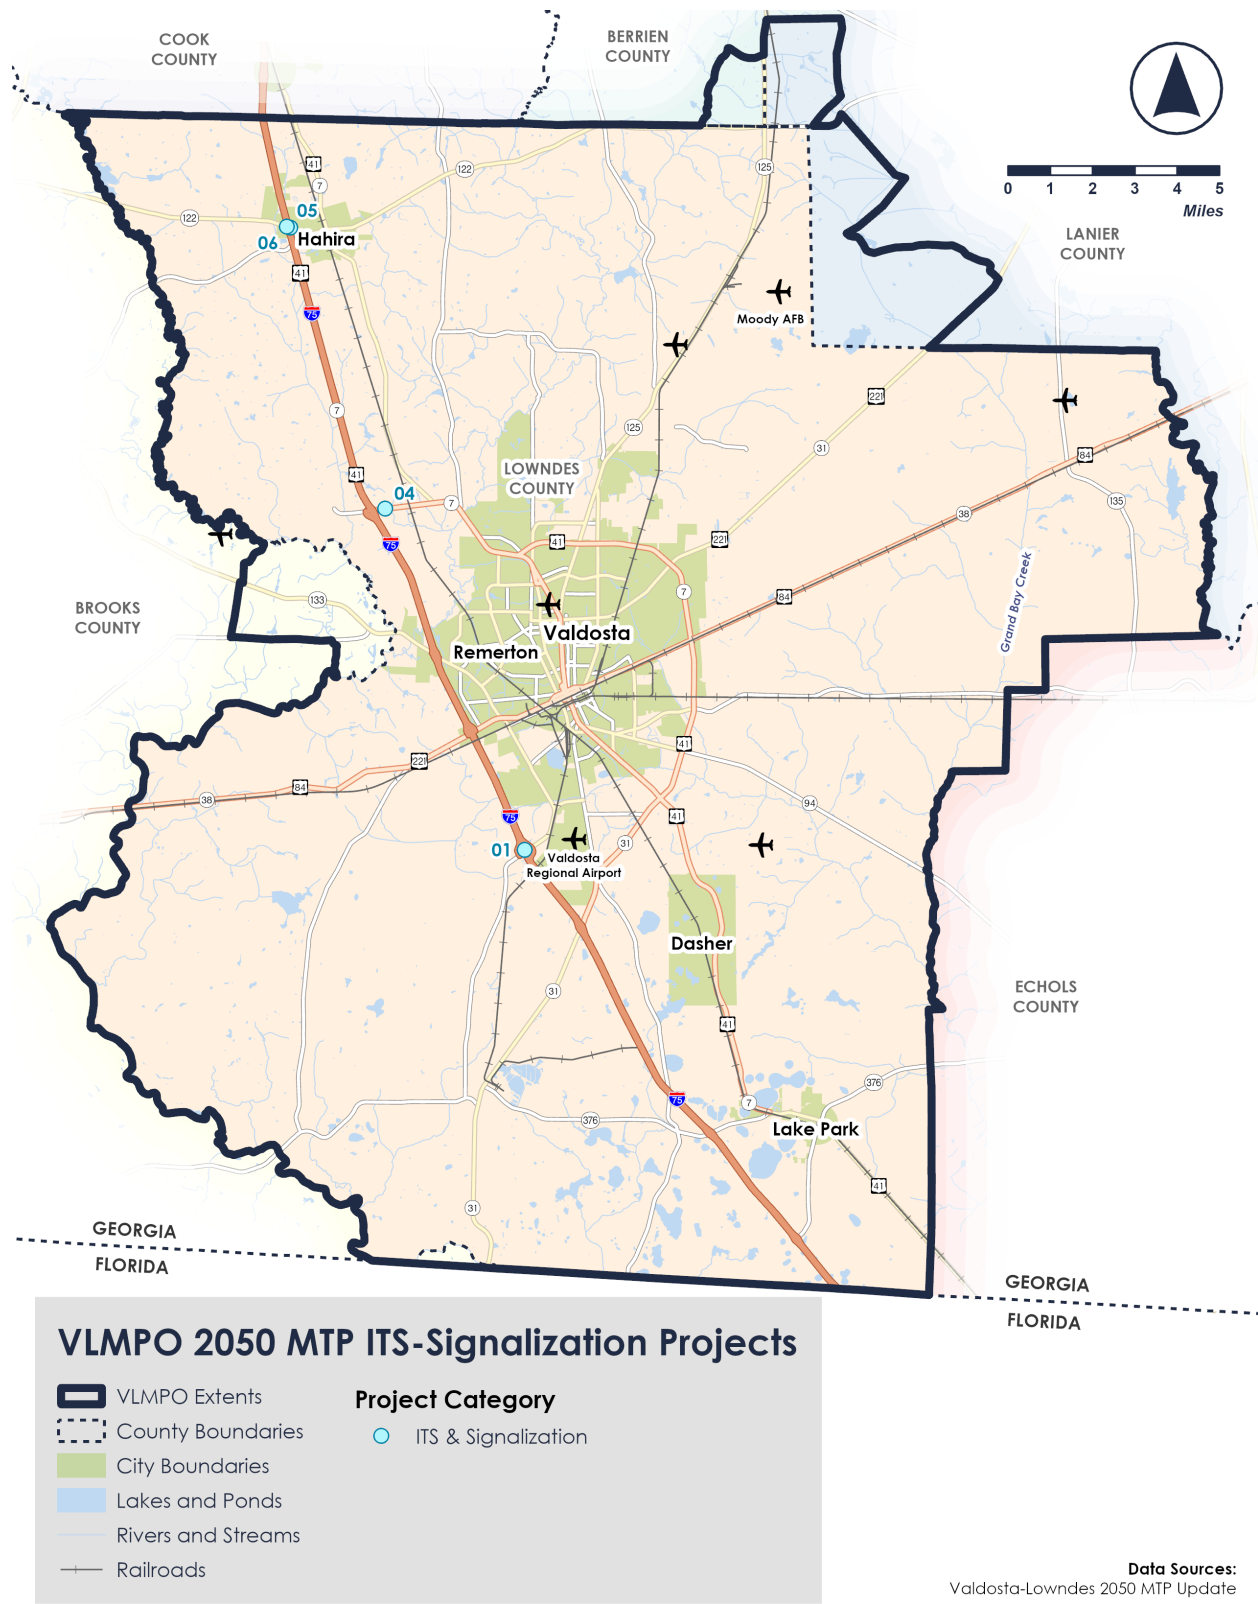 COOK
COUNTY
BERRIEN
COUNTY
0 1 2 3 4 5
Miles
LANIER
COUNTY
41
7
122
125
122
05
06
Hahira
41
75
Moody AFB
7
125
221
31
41
04
7
LOWNDES
COUNTY
84
135
38
75
41
221
Grand Bay Creek
BROOKS
COUNTY
133
7
84
Valdosta
Remerton
221
41
84
38
94
75
41
01
31
Valdosta
Regional Airport
Dasher
31
41
ECHOLS
COUNTY
75
7
376
376
Lake Park
41
31
GEORGIA
FLORIDA
GEORGIA
FLORIDA
VLMPO 2050 MTP ITS-Signalization Projects
VLMPO Extents
County Boundaries
City Boundaries
Lakes and Ponds
Rivers and Streams
Railroads
Project Category
ITS & Signalization
Data Sources:
Valdosta-Lowndes 2050 MTP Update